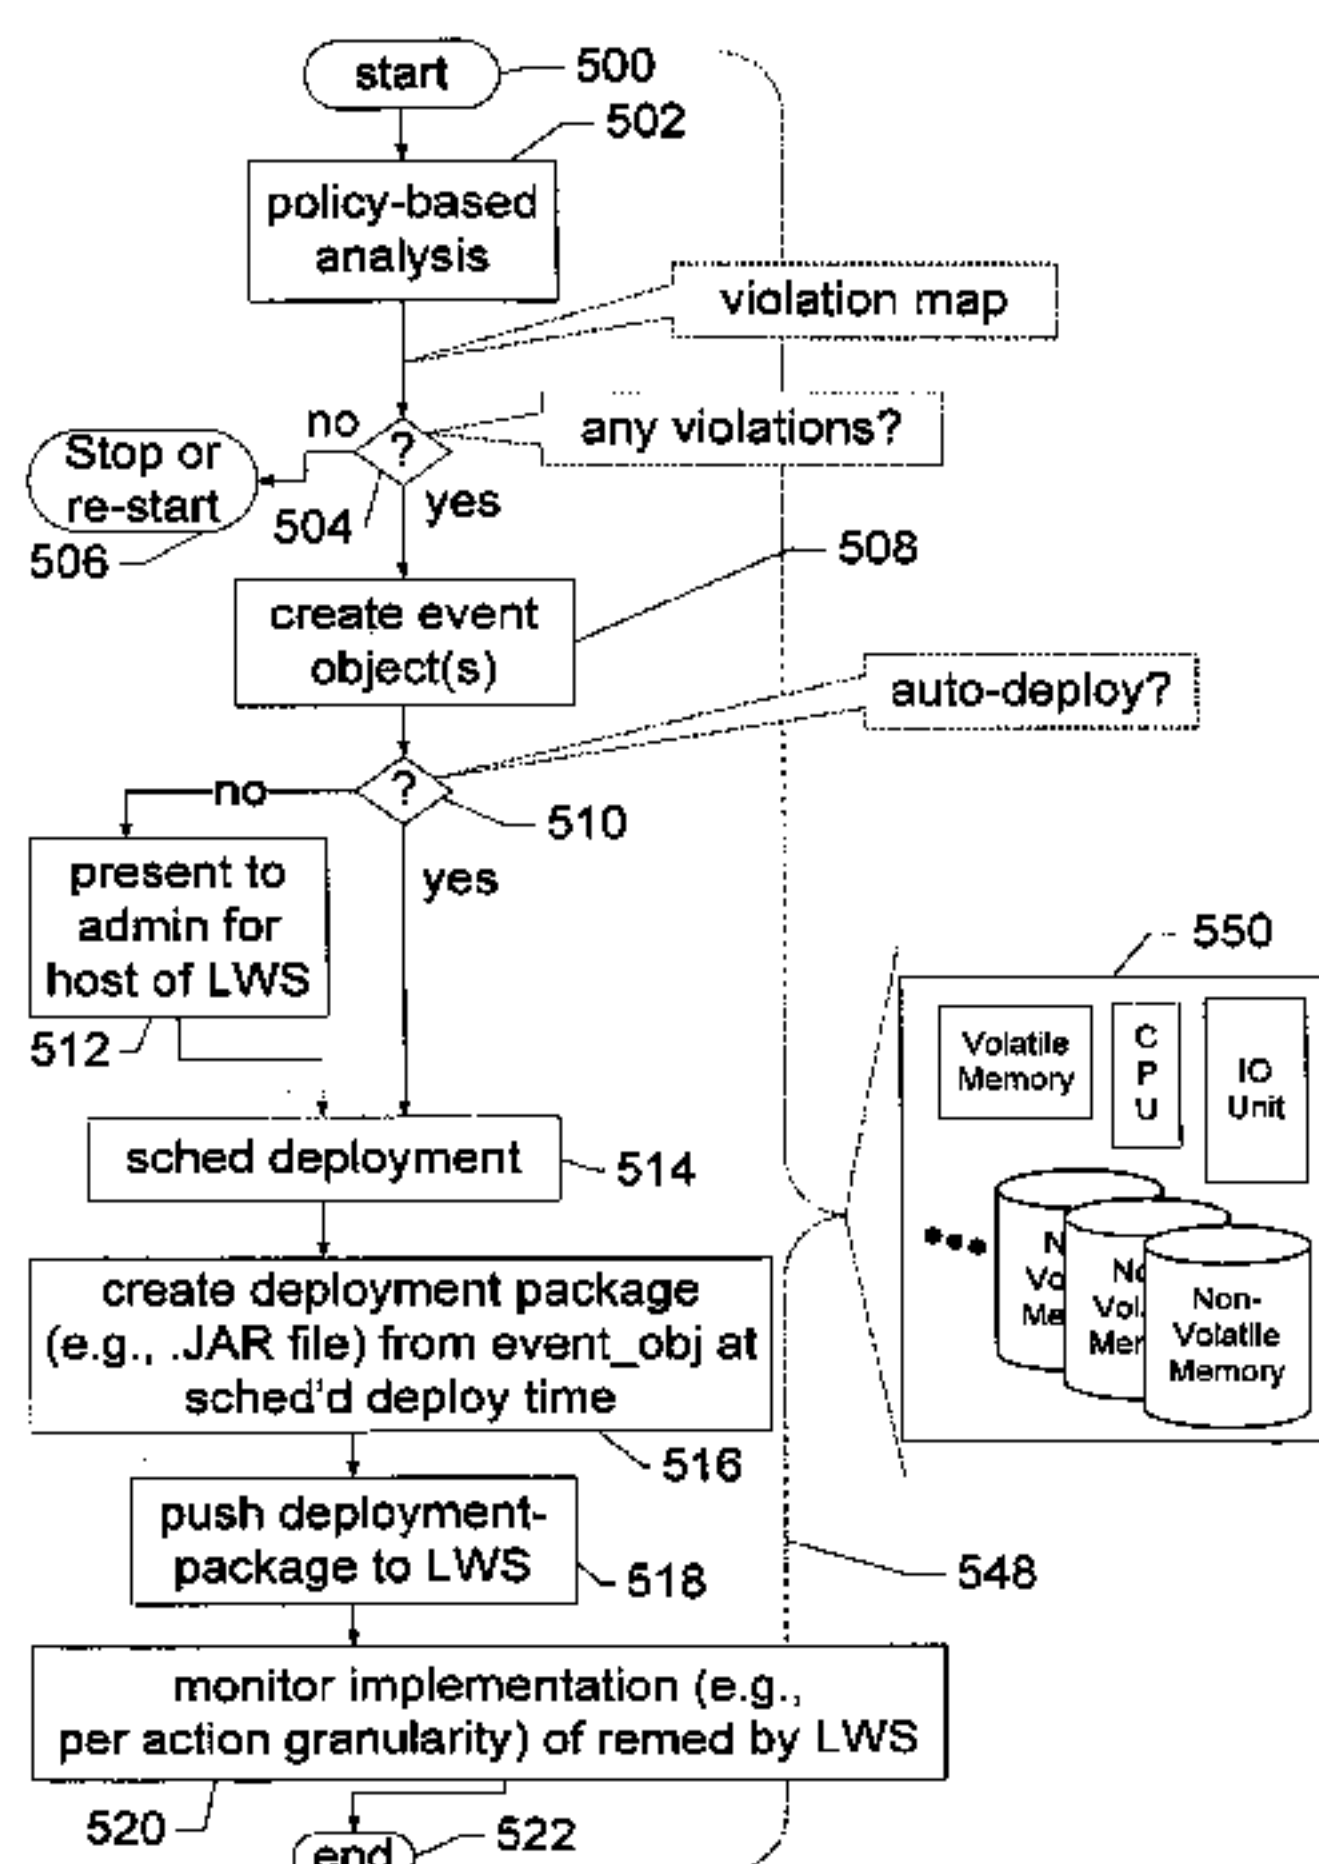 start
500
502
policy-based
analysis
violation map
any violations?
no
?
Stop or
re-start
504
yes
506
508
create event
object(s)
auto-deploy?
no
?
510
yes
present to
admin for
host of LWS
512
550
Volatile
Memory
C
P
U
IO
Unit
sched deployment
514
Non-
Volatile
Memory
create deployment package
(e.g., .JAR file) from event_obj at
sched'd deploy time
516
push deployment-
package to LWS
518
548
monitor implementation (e.g.,
per action granularity) of remed by LWS
520
522
end